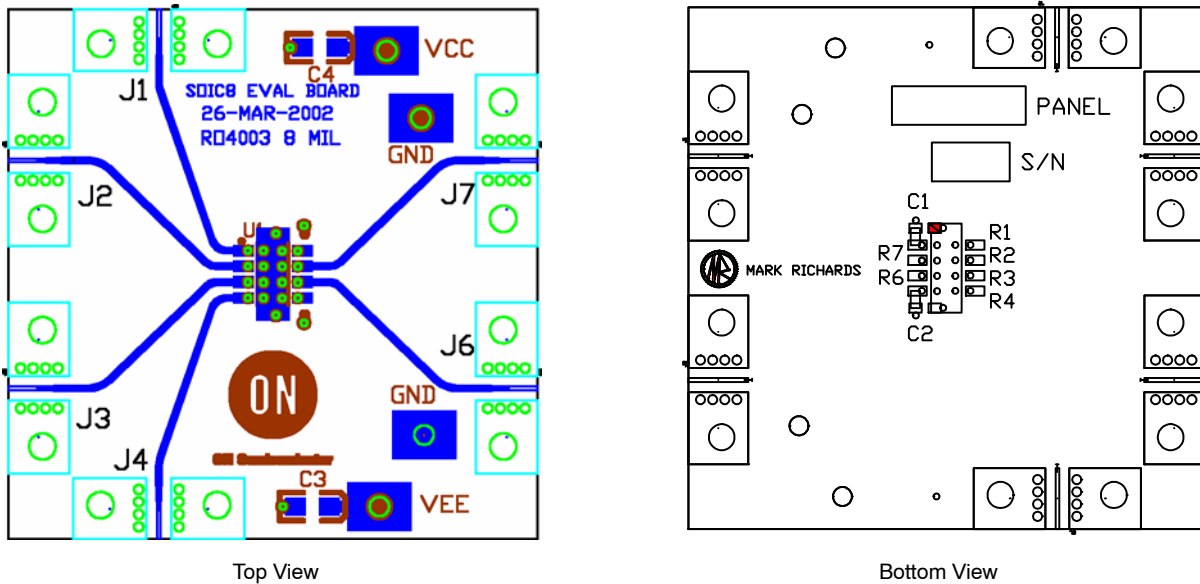 VCC
C4
J1
SOIC8 EVAL BOARD
26-MAR-2002
RO4003 8 MIL
GND
J2
J7
U1
J6
GND
ON
J3
J4
C3
VEE
Top View
PANEL
S/N
C1
R1
R7
R2
R6
R3
R4
C2
MR
MARK RICHARDS
Bottom View